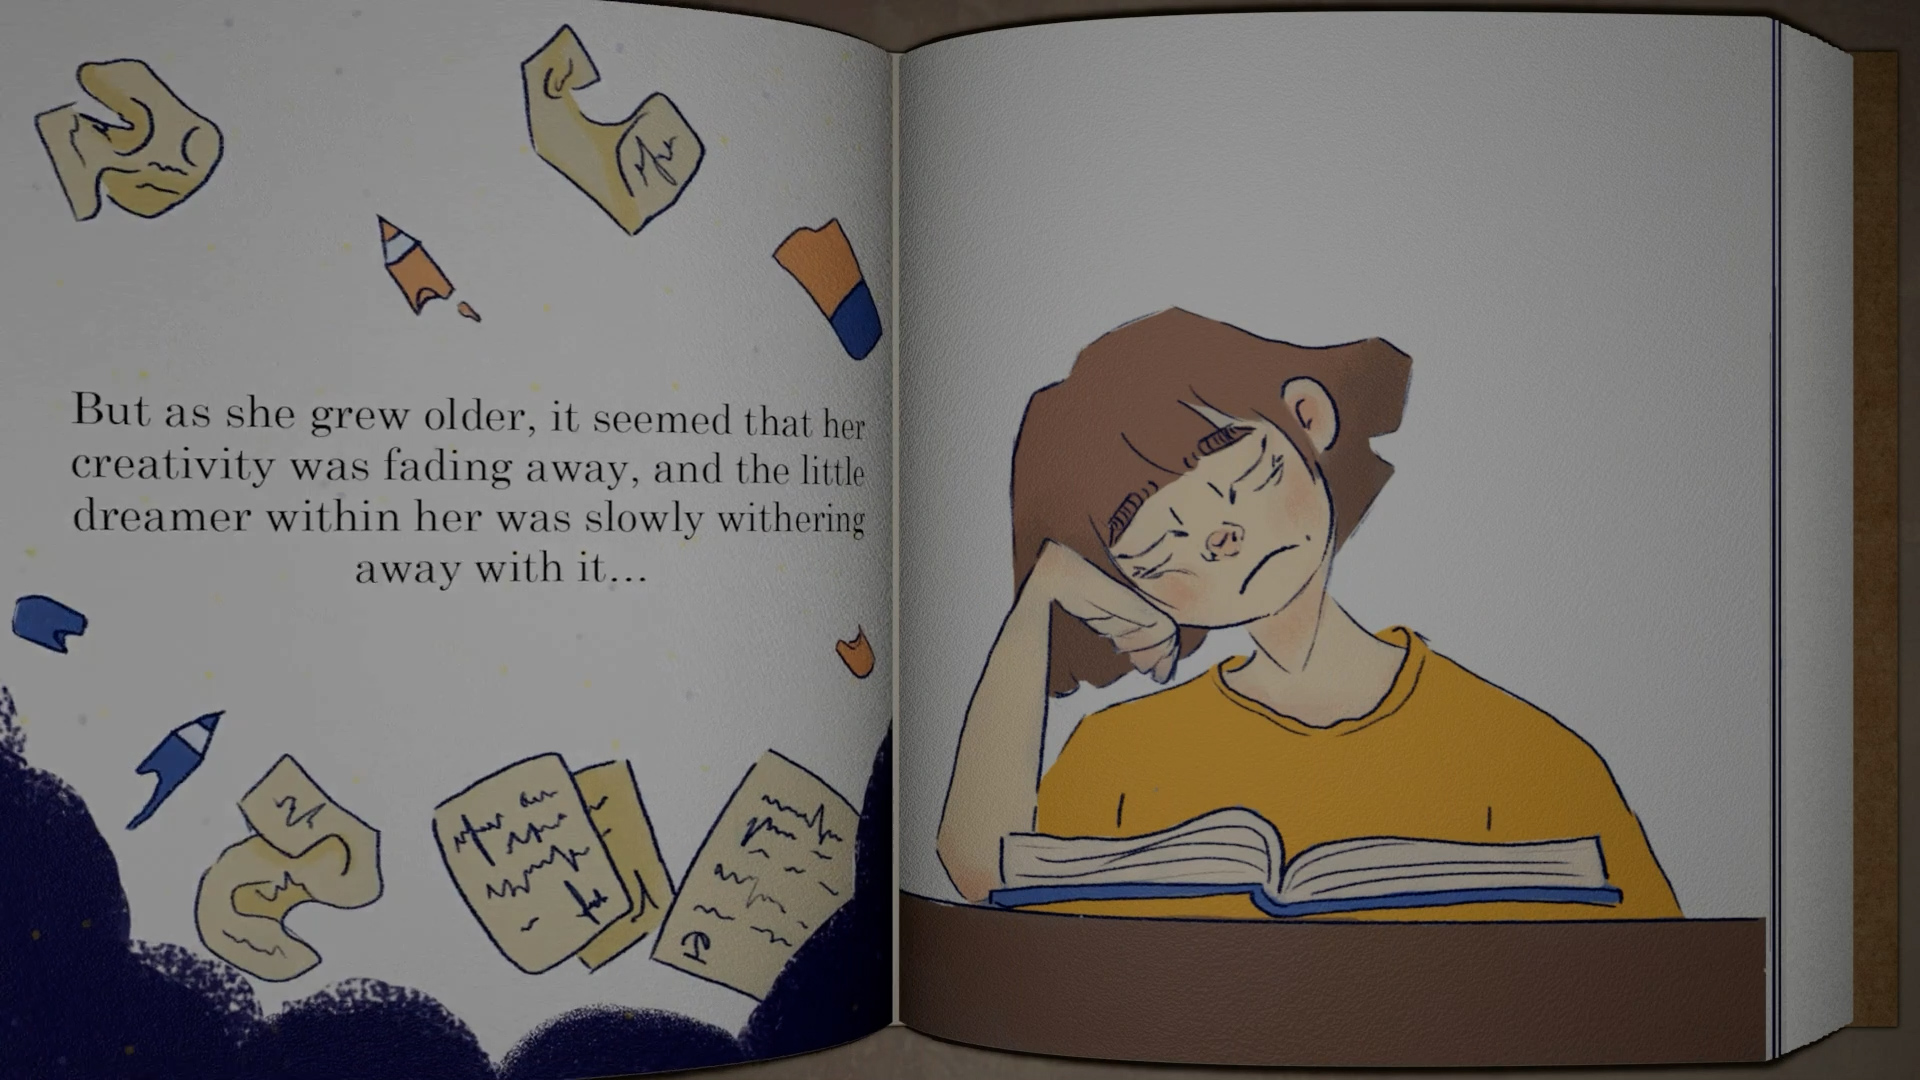 But as she grew older, it seemed that her
creativity was fading away, and the little
dreamer within her was slowly withering
away with it...